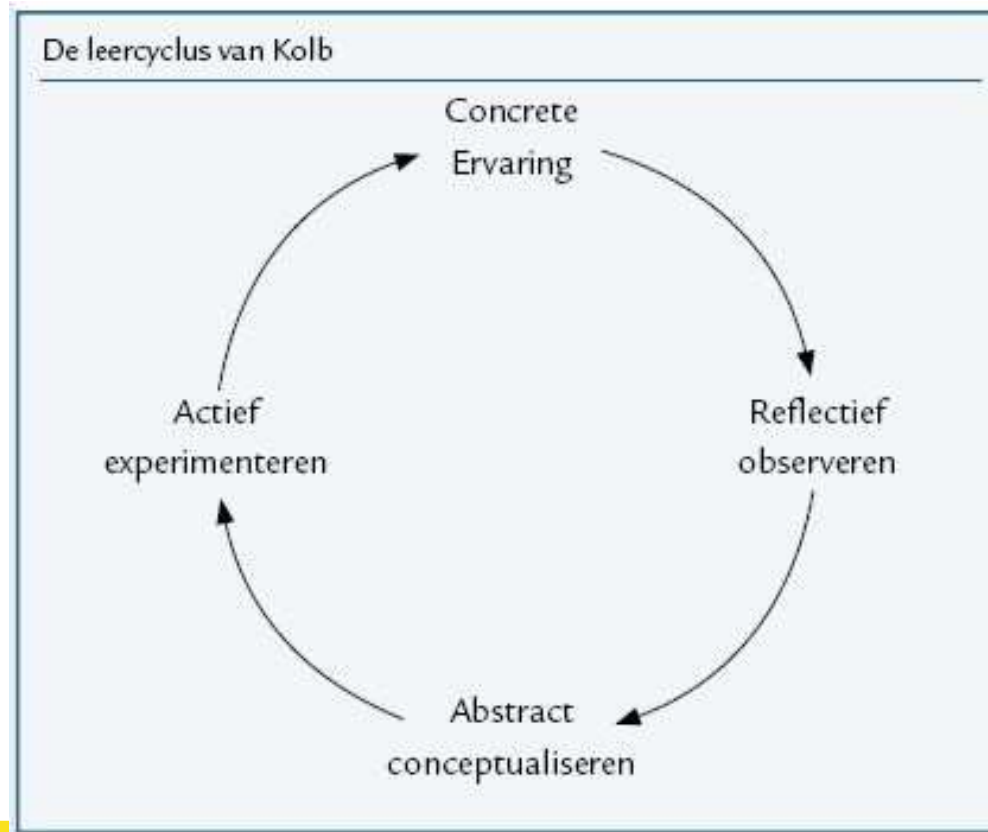 De leercyclus van Kolb
Concrete
Ervaring
Actief
experimenteren
Reflectief
observeren
Abstract
conceptualiseren